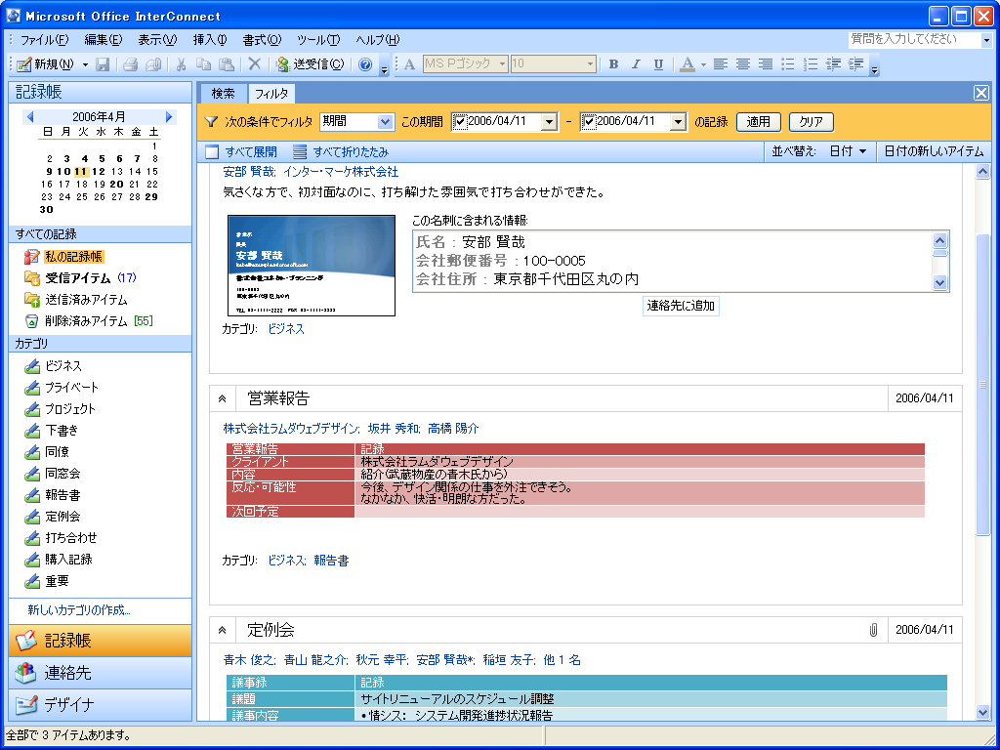 Microsoft Office InterConnect
ファイル(F) 編集(E) 表示(V) 挿入(I) 書式(O) ツール(T) ヘルプ(H) 質問を入力してください
新規(N) 送受信(C) A MS Pゴシック 10 B I U A
記録帳
2006年4月
日 月 火 水 木 金 土
1
2 3 4 5 6 7 8
9 10 11 12 13 14 15
16 17 18 19 20 21 22
23 24 25 26 27 28 29
30
すべての記録
私の記録帳
受信アイテム (17)
送信済みアイテム
削除済みアイテム [55]
カテゴリ
ビジネス
プライベート
プロジェクト
下書き
同僚
同窓会
報告書
定例会
打ち合わせ
購入記録
重要
新しいカテゴリの作成...
記録帳
連絡先
デザイナ
検索 フィルタ
次の条件でフィルタ 期間 この期間 2006/04/11 - 2006/04/11 の記録 適用 クリア
すべて展開 すべて折りたたみ 並べ替え: 日付 日付の新しいアイテム
安部 賢哉; インター・マーケ株式会社
気さくな方で、初対面なのに、打ち解けた雰囲気で打ち合わせができた。
安部 賢哉
100-0005
東京都千代田区丸の内
TEL 03-1111-2222 FAX 03-1111-3333
この名刺に含まれる情報:
氏名 : 安部 賢哉
会社郵便番号 : 100-0005
会社住所 : 東京都千代田区丸の内
連絡先に追加
カテゴリ: ビジネス
営業報告 2006/04/11
株式会社ラムダウェブデザイン; 坂井 秀和; 高橋 陽介
営業報告 記録
クライアント 株式会社ラムダウェブデザイン
内容 紹介(武蔵物産の青木氏から)
反応・可能性 今後、デザイン関係の仕事を外注できそう。
なかなか、快活・明朗な方だった。
次回予定
カテゴリ: ビジネス; 報告書
定例会 2006/04/11
青木 俊之; 青山 龍之介; 秋元 幸平; 安部 賢哉*; 稲垣 友子; 他 1 名
議事録 記録
議題 サイトリニューアルのスケジュール調整
議事内容 •情シス: システム開発進捗状況報告
全部で 3 アイテムあります。